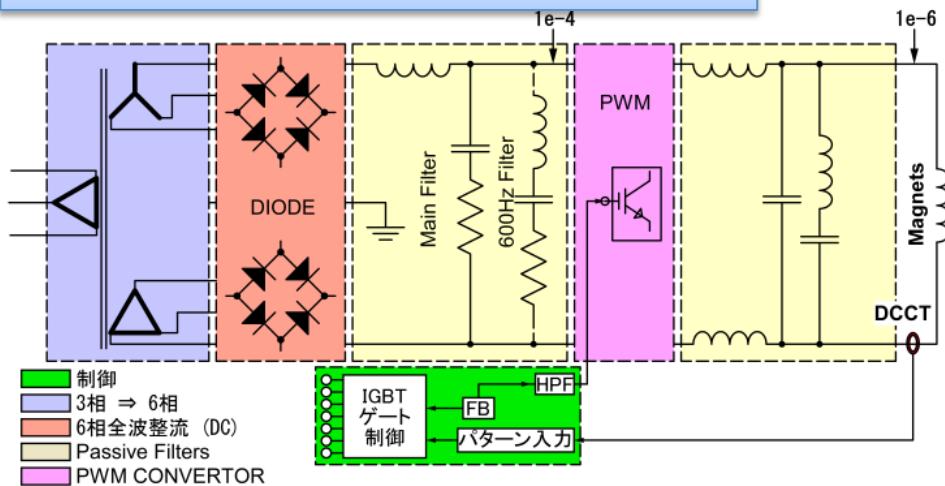 1e-4
1e-6
PWM
DIODE
Main Filter
600Hz Filter
Magnets
DCCT
制御
3相 ⇒ 6相
6相全波整流 (DC)
Passive Filters
PWM CONVERTOR
IGBT
ゲート
制御
HPF
FB
パターン入力